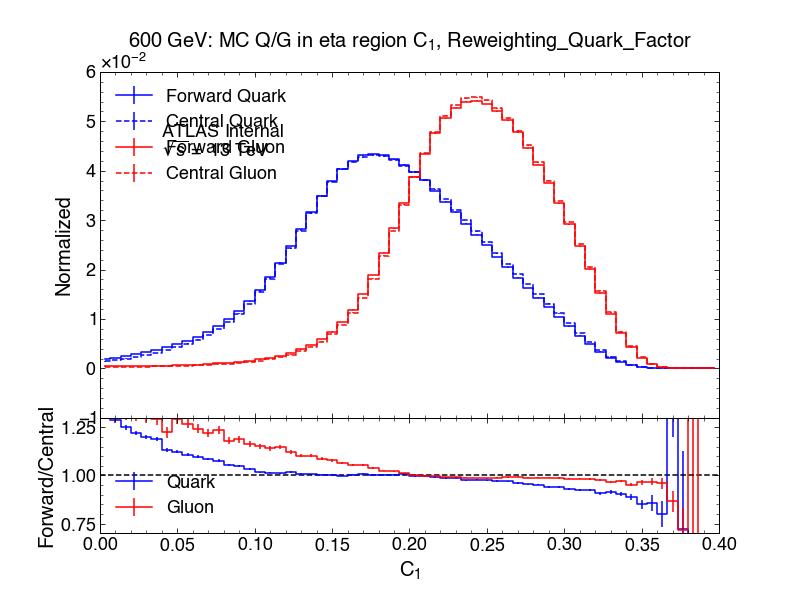 600 GeV: MC Q/G in eta region C₁, Reweighting_Quark_Factor
×10⁻²
6
5
4
3
2
1
0
−1
Normalized
Forward Quark
Central Quark
ATLAS Internal
Forward Gluon
√s = 13 TeV
Central Gluon
1.25
1.00
0.75
Forward/Central
Quark
Gluon
0.00 0.05 0.10 0.15 0.20 0.25 0.30 0.35 0.40
C₁